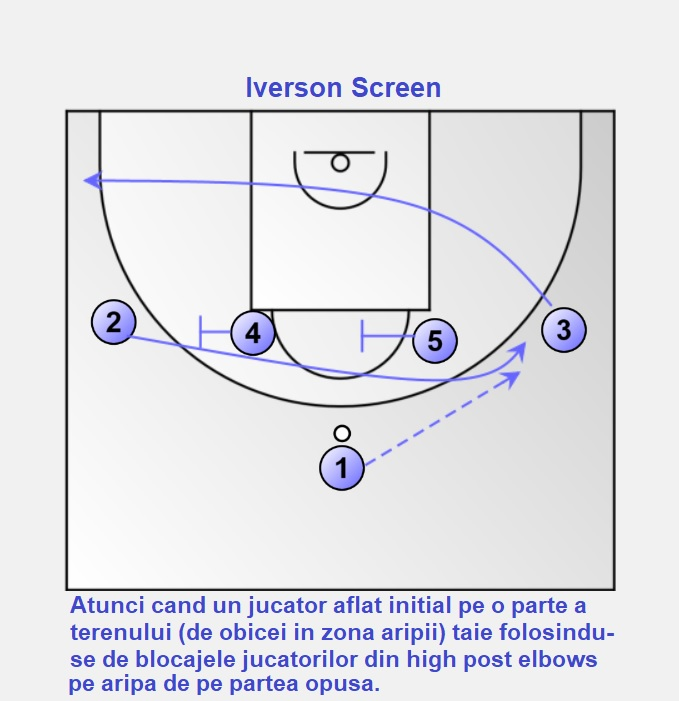 Iverson Screen
2
4
5
3
1
Atunci cand un jucator aflat initial pe o parte a
terenului (de obicei in zona aripii) taie folosindu-
se de blocajele jucatorilor din high post elbows
pe aripa de pe partea opusa.